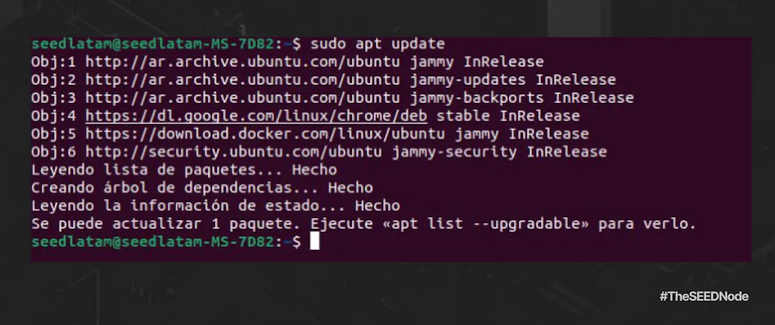 seedlatam@seedlatam-MS-7D82:~$ sudo apt update
Obj:1 http://ar.archive.ubuntu.com/ubuntu jammy InRelease
Obj:2 http://ar.archive.ubuntu.com/ubuntu jammy-updates InRelease
Obj:3 http://ar.archive.ubuntu.com/ubuntu jammy-backports InRelease
Obj:4 https://dl.google.com/linux/chrome/deb stable InRelease
Obj:5 https://download.docker.com/linux/ubuntu jammy InRelease
Obj:6 http://security.ubuntu.com/ubuntu jammy-security InRelease
Leyendo lista de paquetes... Hecho
Creando árbol de dependencias... Hecho
Leyendo la información de estado... Hecho
Se puede actualizar 1 paquete. Ejecute «apt list --upgradable» para verlo.
seedlatam@seedlatam-MS-7D82:~$
#TheSEEDNode